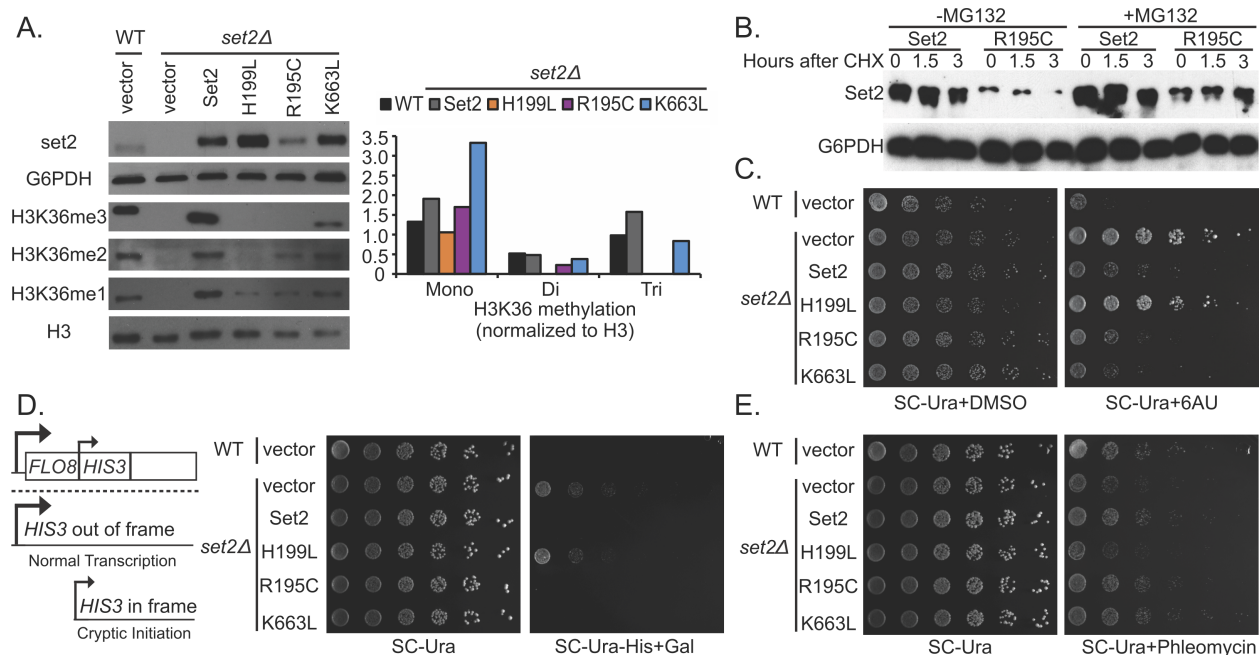 A.
WT
set2Δ
vector
vector
Set2
H199L
R195C
K663L
set2
G6PDH
H3K36me3
H3K36me2
H3K36me1
H3
set2Δ
WT Set2 H199L R195C K663L
3.5
3.0
2.5
2.0
1.5
1.0
0.5
0
Mono Di Tri
H3K36 methylation
(normalized to H3)
B.
-MG132 +MG132
Set2 R195C Set2 R195C
Hours after CHX 0 1.5 3 0 1.5 3 0 1.5 3 0 1.5 3
Set2
G6PDH
C.
WT vector
set2Δ
vector
Set2
H199L
R195C
K663L
SC-Ura+DMSO SC-Ura+6AU
D.
FLO8 HIS3
HIS3 out of frame
Normal Transcription
HIS3 in frame
Cryptic Initiation
WT vector
set2Δ
vector
Set2
H199L
R195C
K663L
SC-Ura SC-Ura-His+Gal
E.
WT vector
set2Δ
vector
Set2
H199L
R195C
K663L
SC-Ura SC-Ura+Phleomycin